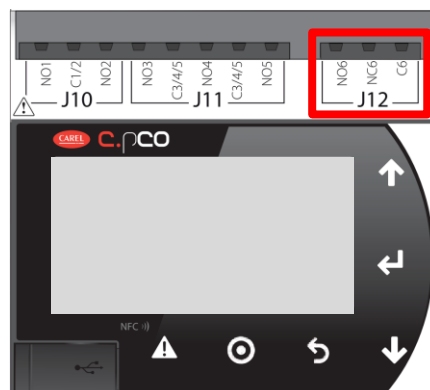 NO1 C1/2 NO2 NO3 C3/4/5 NO4 C3/4/5 NO5 NO6 NC6 C6
J10 J11 J12
CAREL c.pCO
NFC